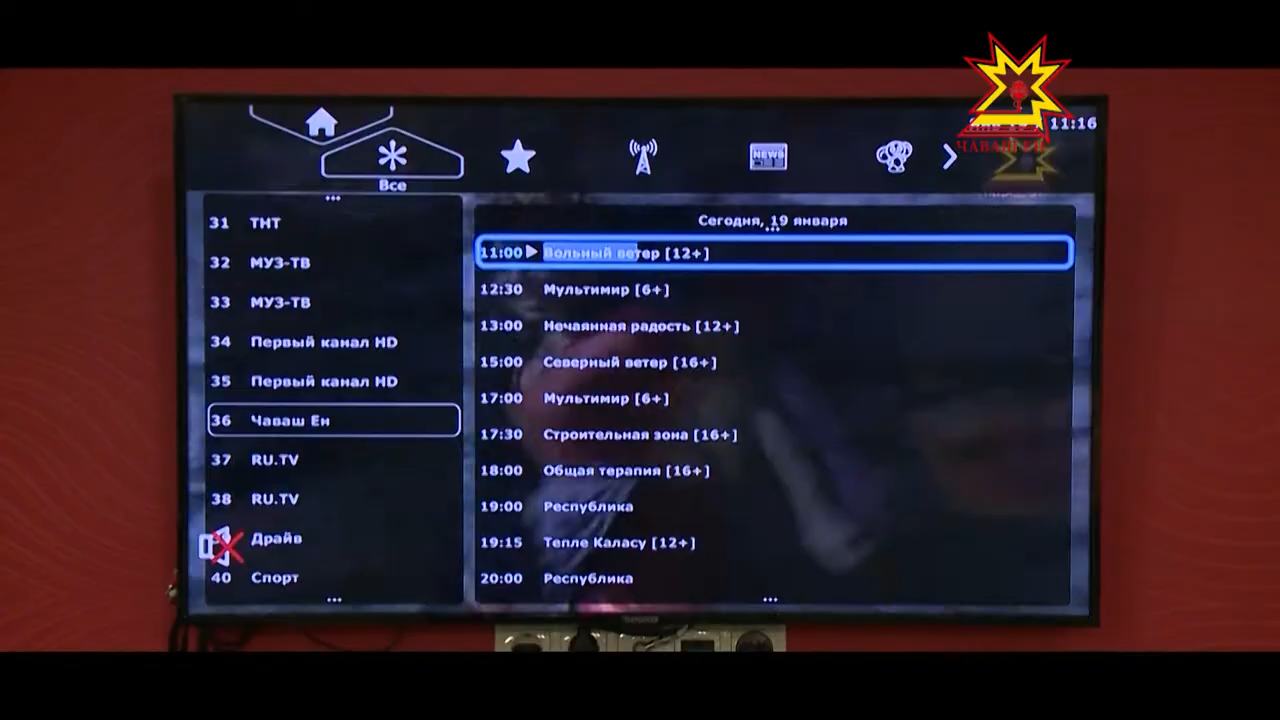 11:16
ЧĂВАШ ЕН
NEWS
Все
31 ТНТ
32 МУЗ-ТВ
33 МУЗ-ТВ
34 Первый канал HD
35 Первый канал HD
36 Чăваш Ен
37 RU.TV
38 RU.TV
Драйв
40 Спорт
Сегодня, 19 января
11:00 Вольный ветер [12+]
12:30 Мультимир [6+]
13:00 Нечаянная радость [12+]
15:00 Северный ветер [16+]
17:00 Мультимир [6+]
17:30 Строительная зона [16+]
18:00 Общая терапия [16+]
19:00 Республика
19:15 Тепле Каласу [12+]
20:00 Республика